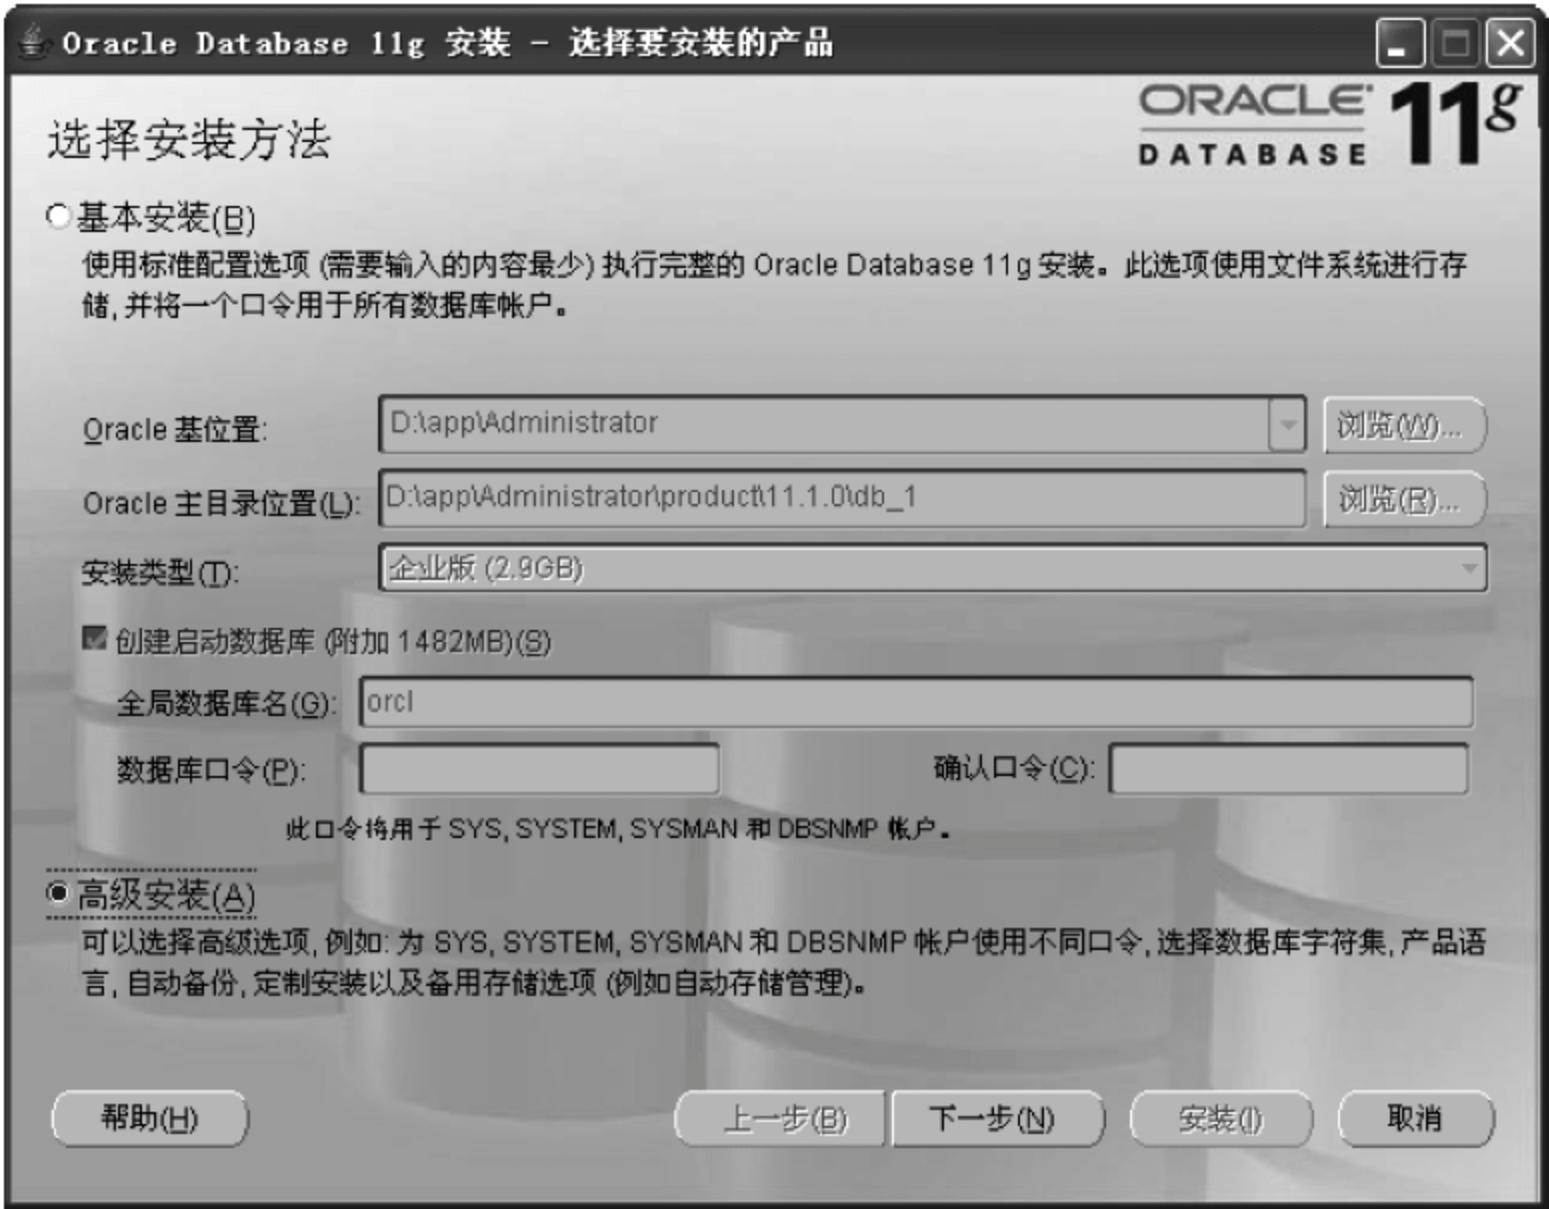 Oracle Database 11g 安装 - 选择要安装的产品
ORACLE DATABASE 11g
选择安装方法
基本安装(B)
使用标准配置选项 (需要输入的内容最少) 执行完整的 Oracle Database 11g 安装。此选项使用文件系统进行存
储, 并将一个口令用于所有数据库帐户。
Oracle 基位置: D:\app\Administrator 浏览(W)...
Oracle 主目录位置(L): D:\app\Administrator\product\11.1.0\db_1 浏览(R)...
安装类型(T): 企业版 (2.9GB)
创建启动数据库 (附加 1482MB)(S)
全局数据库名(G): orcl
数据库口令(P): 确认口令(C):
此口令将用于 SYS, SYSTEM, SYSMAN 和 DBSNMP 帐户。
高级安装(A)
可以选择高级选项, 例如: 为 SYS, SYSTEM, SYSMAN 和 DBSNMP 帐户使用不同口令, 选择数据库字符集, 产品语
言, 自动备份, 定制安装以及备用存储选项 (例如自动存储管理)。
帮助(H) 上一步(B) 下一步(N) 安装(I) 取消